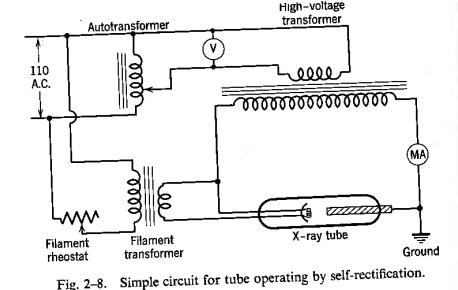 High-voltage
transformer
Autotransformer
V
110
A.C.
MA
Filament
rheostat
Filament
transformer
X-ray tube
Ground
Fig. 2–8. Simple circuit for tube operating by self-rectification.